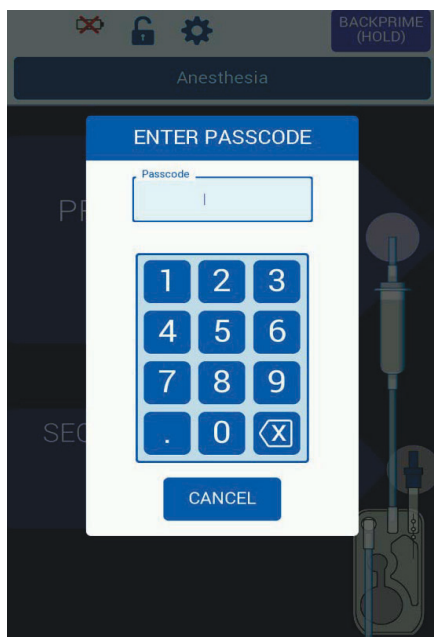 BACKPRIME
(HOLD)
Anesthesia
ENTER PASSCODE
Passcode
1 2 3
4 5 6
7 8 9
. 0 X
CANCEL